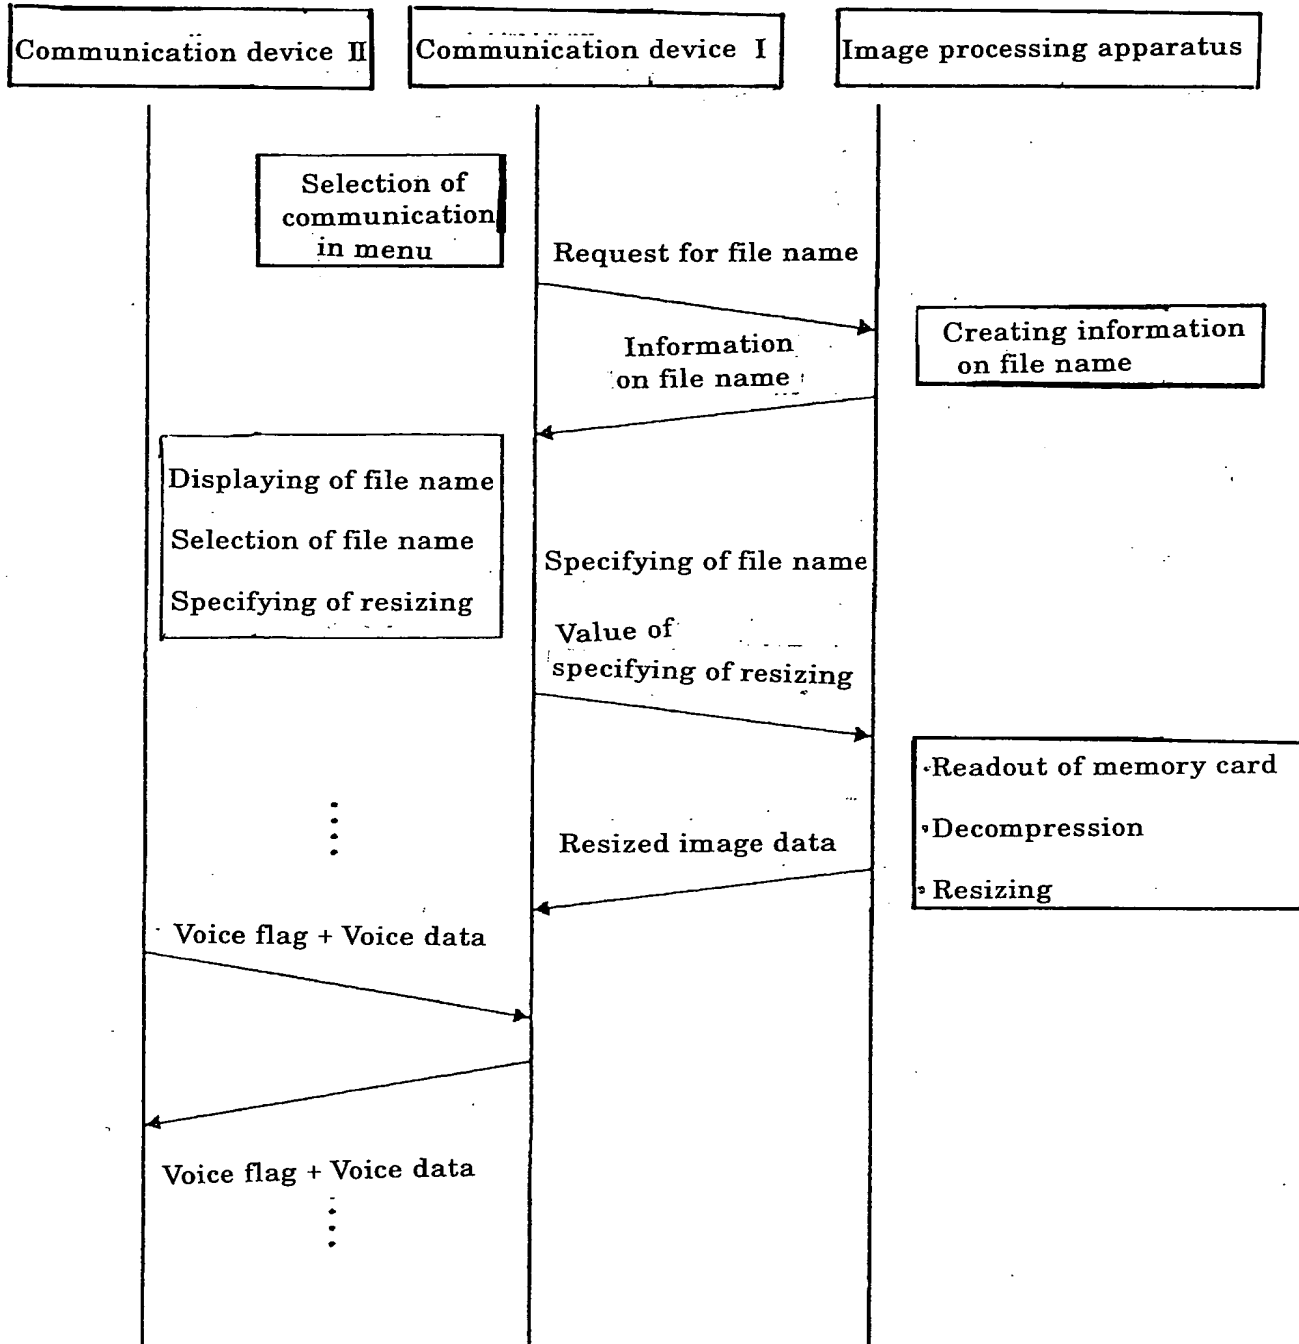 Communication device II
Communication device I
Image processing apparatus
Selection of
communication
in menu
Request for file name
Creating information
on file name
Information
on file name
Displaying of file name
Selection of file name
Specifying of resizing
Specifying of file name
Value of
specifying of resizing
・Readout of memory card
・Decompression
・Resizing
Resized image data
Voice flag + Voice data
Voice flag + Voice data